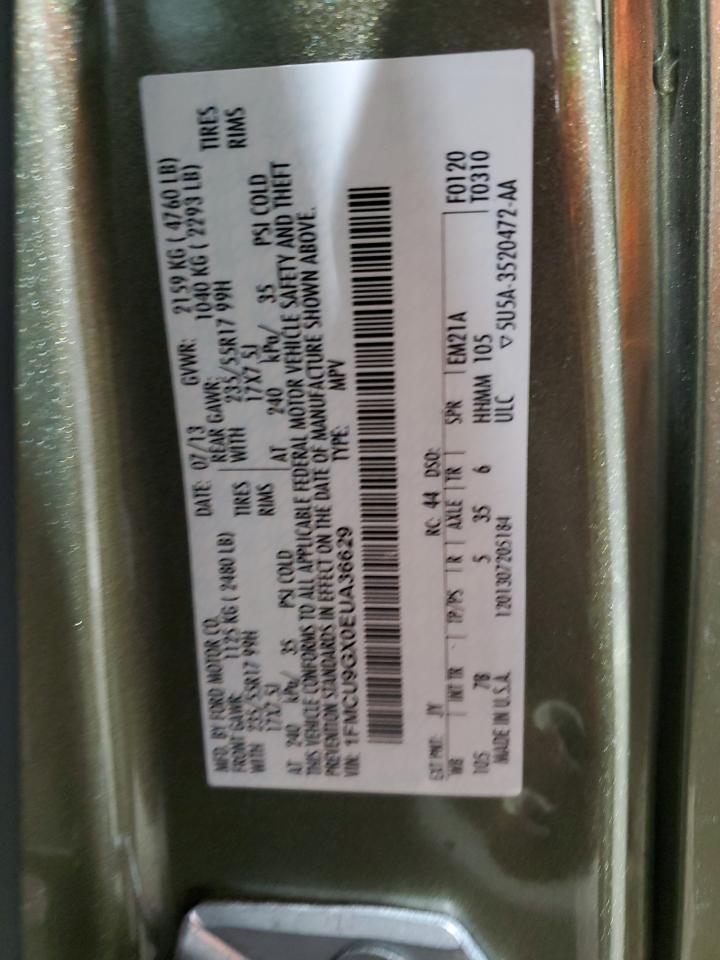 MFD. BY FORD MOTOR CO.
DATE: 07/13 GVWR: 2159 KG ( 4760 LB)
FRONT GAWR: 1125 KG ( 2480 LB) REAR GAWR: 1040 KG ( 2293 LB)
WITH 235/55R17 99H TIRES WITH 235/55R17 99H TIRES
17X7.5J RIMS 17X7.5J RIMS
AT 240 kPa/ 35 PSI COLD AT 240 kPa/ 35 PSI COLD
THIS VEHICLE CONFORMS TO ALL APPLICABLE FEDERAL MOTOR VEHICLE SAFETY AND THEFT
PREVENTION STANDARDS IN EFFECT ON THE DATE OF MANUFACTURE SHOWN ABOVE.
VIN: 1FMCU9GX0EUA36629 TYPE: MPV
EXT PNT: JY RC: 44 DSO: F0120
WB INT TR TP/PS R AXLE TR SPR EM21A T0310
105 7B 5 35 6 HHMM T05
MADE IN U.S.A. 1201307205184 ULC ▽5U5A-3520472-AA